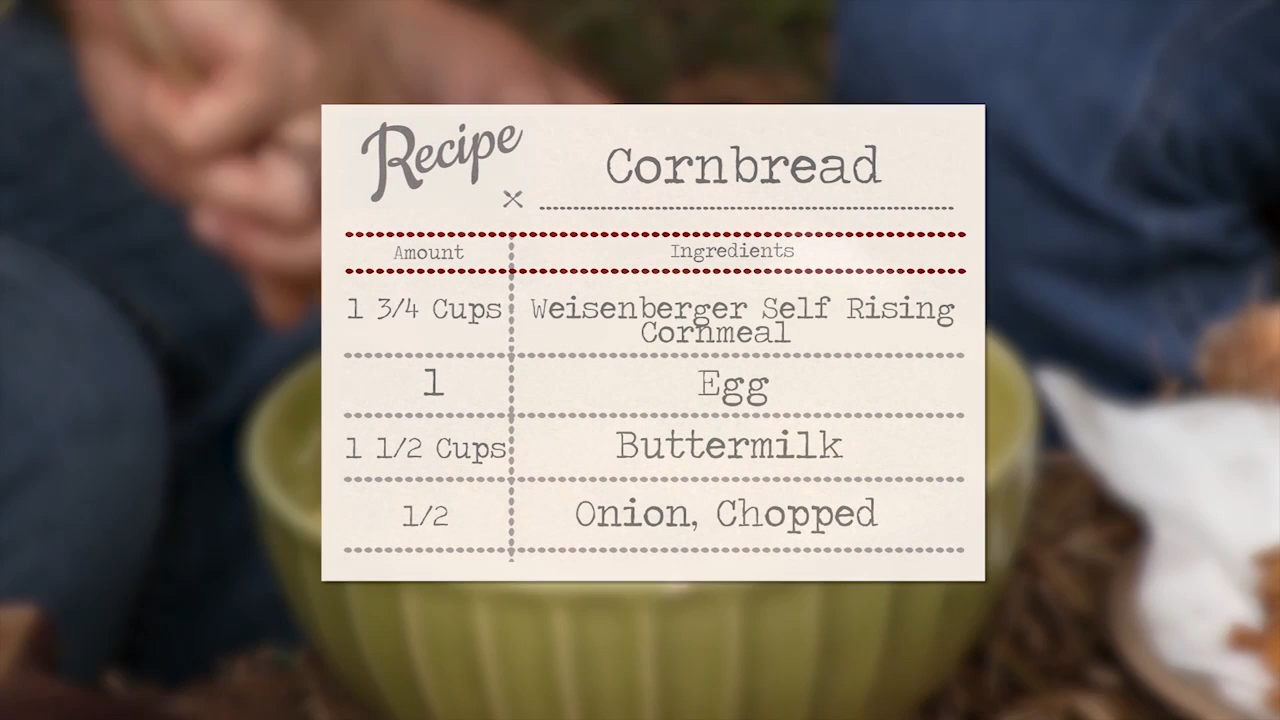 Recipe
Cornbread
Amount Ingredients
1 3/4 Cups Weisenberger Self Rising
Cornmeal
1 Egg
1 1/2 Cups Buttermilk
1/2 Onion, Chopped